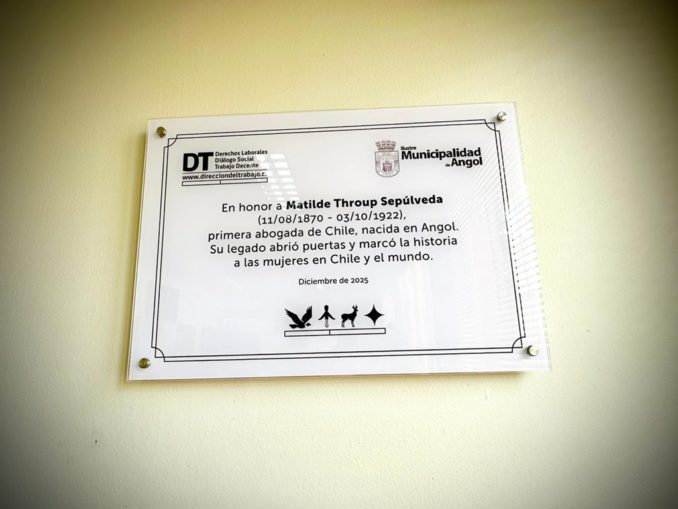 DT
Derechos Laborales
Diálogo Social
Trabajo Decente
www.direcciondeltrabajo.c
Ilustre
Municipalidad
de Angol
En honor a Matilde Throup Sepúlveda
(11/08/1870 - 03/10/1922),
primera abogada de Chile, nacida en Angol.
Su legado abrió puertas y marcó la historia
a las mujeres en Chile y el mundo.
Diciembre de 2025